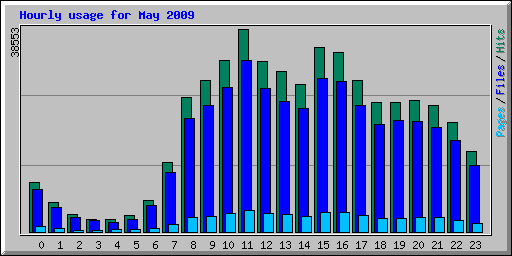 Hourly usage for May 2009
38553
Pages / Files / Hits
0 1 2 3 4 5 6 7 8 9 10 11 12 13 14 15 16 17 18 19 20 21 22 23